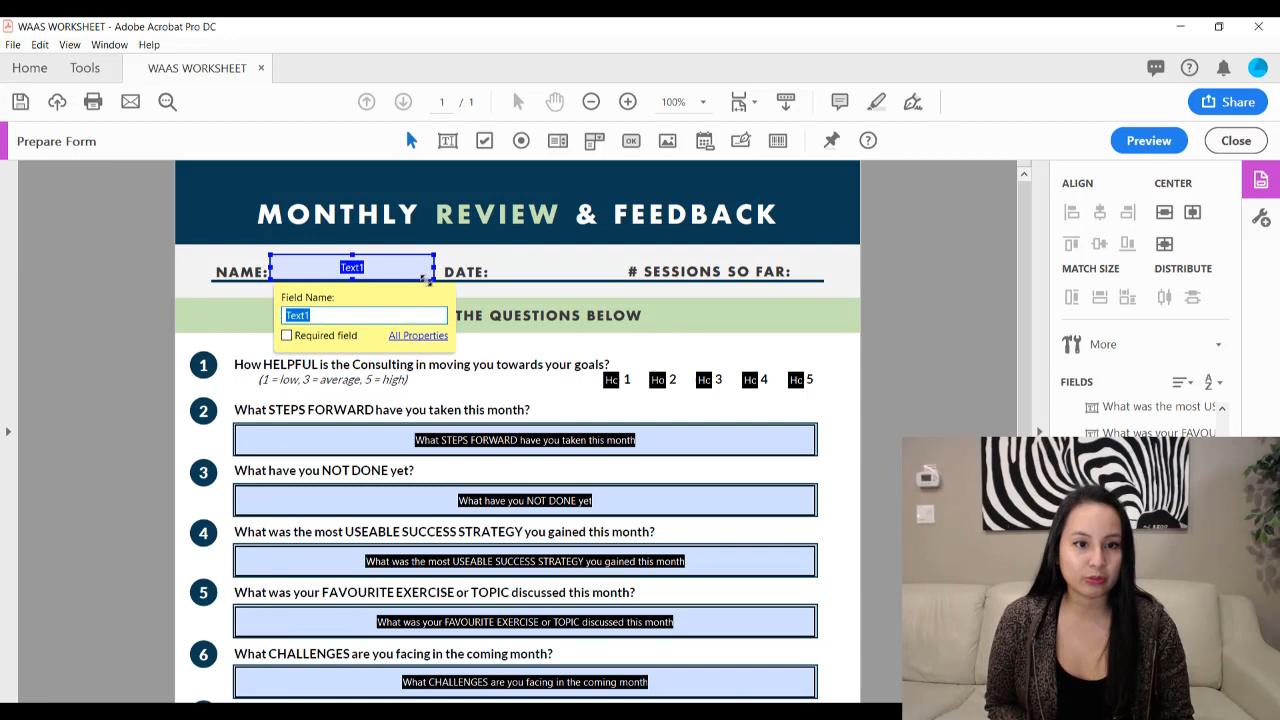 WAAS WORKSHEET - Adobe Acrobat Pro DC
File Edit View Window Help
Home Tools WAAS WORKSHEET ×
1 / 1 100% Share
Prepare Form OK Preview Close
MONTHLY REVIEW & FEEDBACK
NAME: Text1 DATE: # SESSIONS SO FAR:
Field Name:
Text1
THE QUESTIONS BELOW
Required field All Properties
1 How HELPFUL is the Consulting in moving you towards your goals?
(1 = low, 3 = average, 5 = high) Hc 1 Hc 2 Hc 3 Hc 4 Hc 5
2 What STEPS FORWARD have you taken this month?
What STEPS FORWARD have you taken this month
3 What have you NOT DONE yet?
What have you NOT DONE yet
4 What was the most USEABLE SUCCESS STRATEGY you gained this month?
What was the most USEABLE SUCCESS STRATEGY you gained this month
5 What was your FAVOURITE EXERCISE or TOPIC discussed this month?
What was your FAVOURITE EXERCISE or TOPIC discussed this month
6 What CHALLENGES are you facing in the coming month?
What CHALLENGES are you facing in the coming month
ALIGN CENTER
MATCH SIZE DISTRIBUTE
More
FIELDS
What was the most US
What was your FAVOU